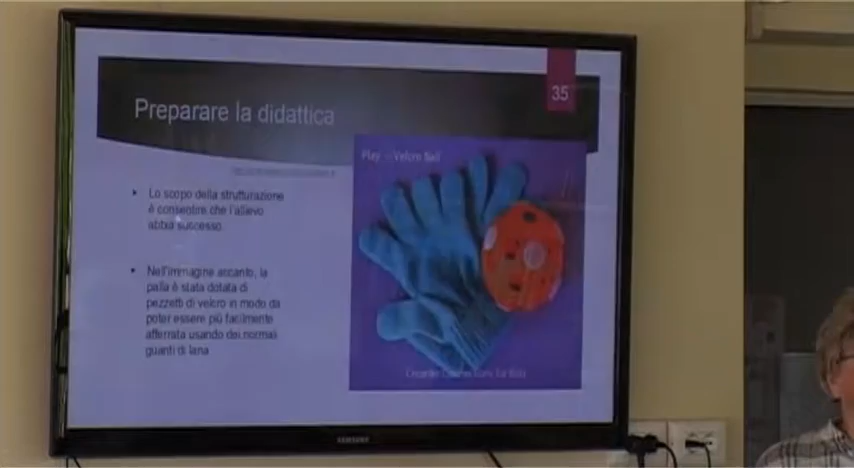 35
Preparare la didattica
Play - Velcro Ball
• Lo scopo della strutturazione
è consentire che l'allievo
abbia successo.
• Nell'immagine accanto, la
palla è stata dotata di
pezzetti di velcro in modo da
poter essere più facilmente
afferrata usando dei normali
guanti di lana
SAMSUNG